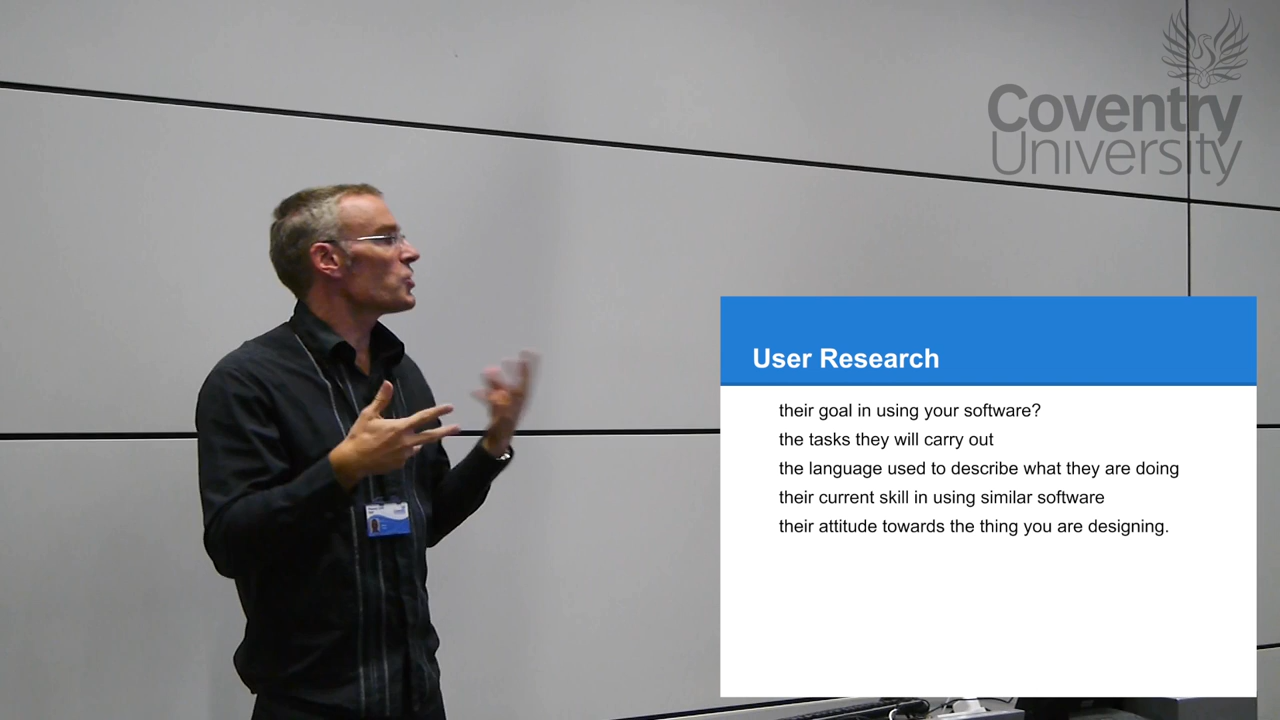 Coventry
University
User Research
their goal in using your software?
the tasks they will carry out
the language used to describe what they are doing
their current skill in using similar software
their attitude towards the thing you are designing.